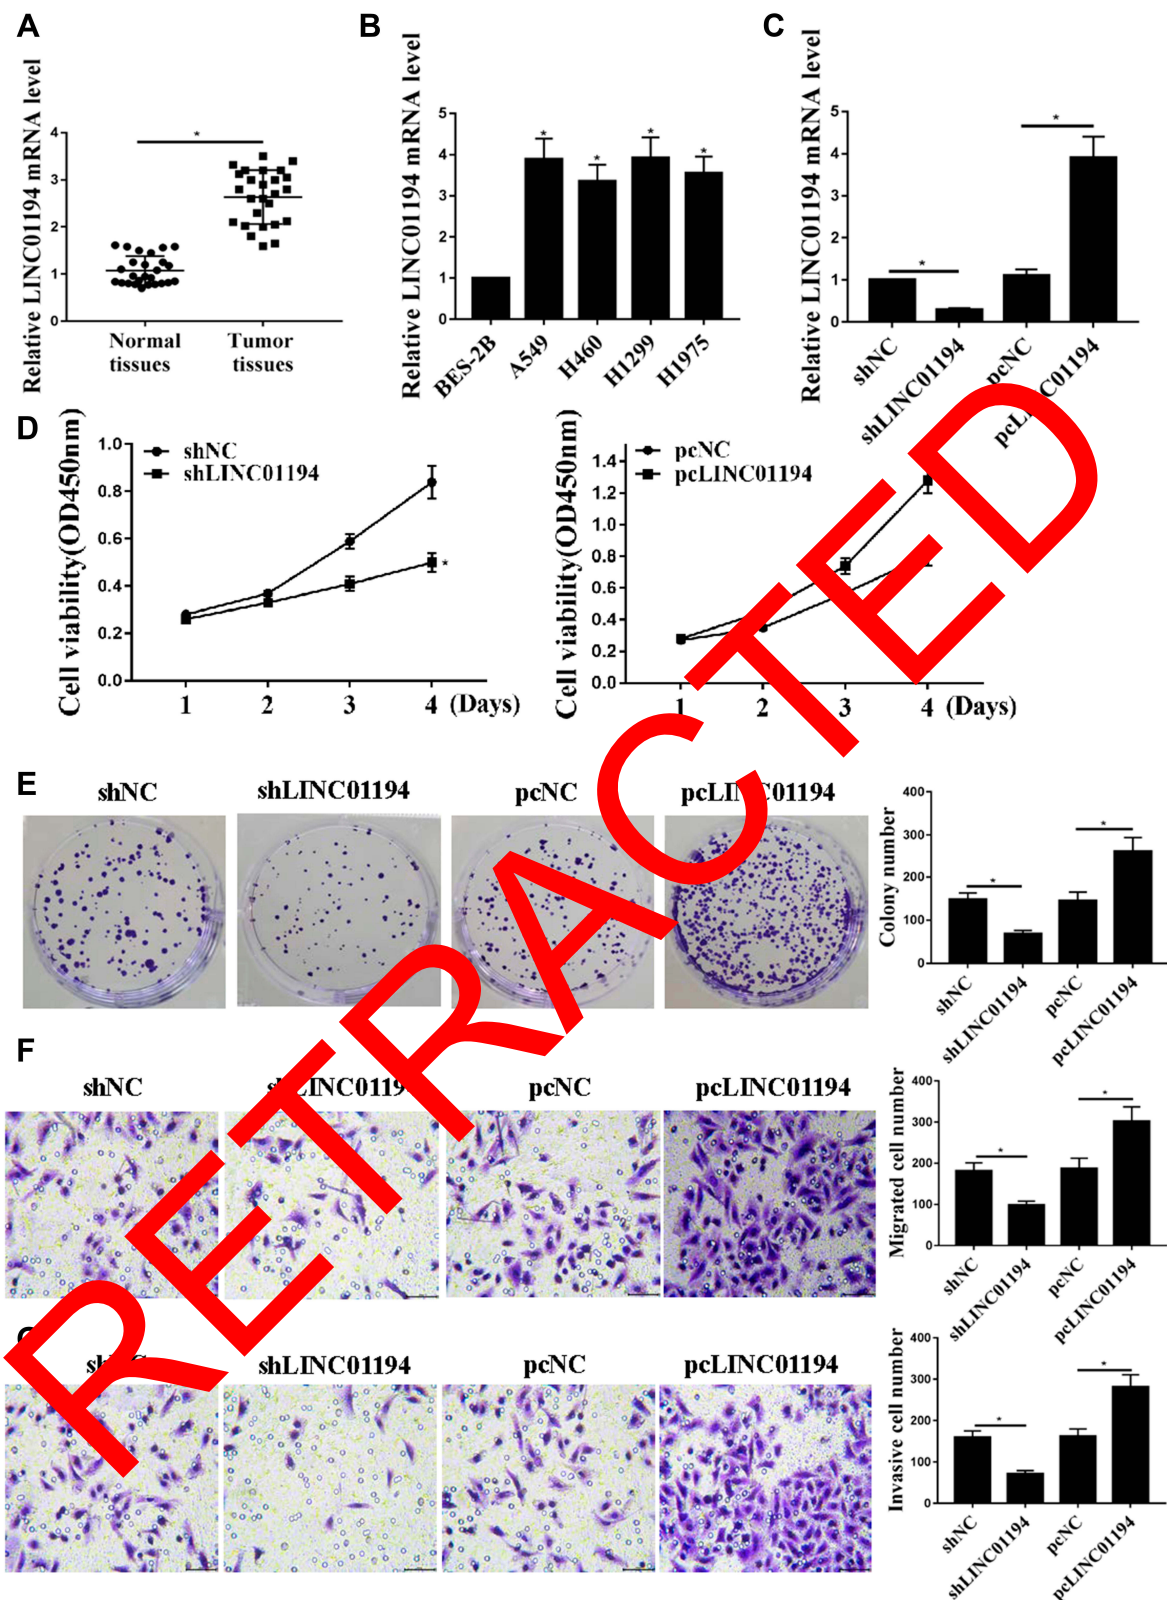 A
Relative LINC01194 mRNA level
4
3
2
1
0
*
Normal tissues
Tumor tissues
B
Relative LINC01194 mRNA level
5
4
3
2
1
0
*
*
*
*
BES-2B
A549
H460
H1299
H1975
C
Relative LINC01194 mRNA level
5
4
3
2
1
0
*
*
shNC
shLINC01194
pcNC
pcLINC01194
D
Cell viability(OD450nm)
1.0
0.8
0.6
0.4
0.2
0.0
shNC
shLINC01194
*
1 2 3 4 (Days)
Cell viability(OD450nm)
1.4
1.2
1.0
0.8
0.6
0.4
0.2
0.0
pcNC
pcLINC01194
1 2 3 4 (Days)
E
shNC
shLINC01194
pcNC
pcLINC01194
Colony number
400
300
200
100
0
*
*
shNC
shLINC01194
pcNC
pcLINC01194
F
shNC
shLINC01194
pcNC
pcLINC01194
Migrated cell number
400
300
200
100
0
*
*
shNC
shLINC01194
pcNC
pcLINC01194
G
shNC
shLINC01194
pcNC
pcLINC01194
Invasive cell number
400
300
200
100
0
*
*
shNC
shLINC01194
pcNC
pcLINC01194
RETRACTED